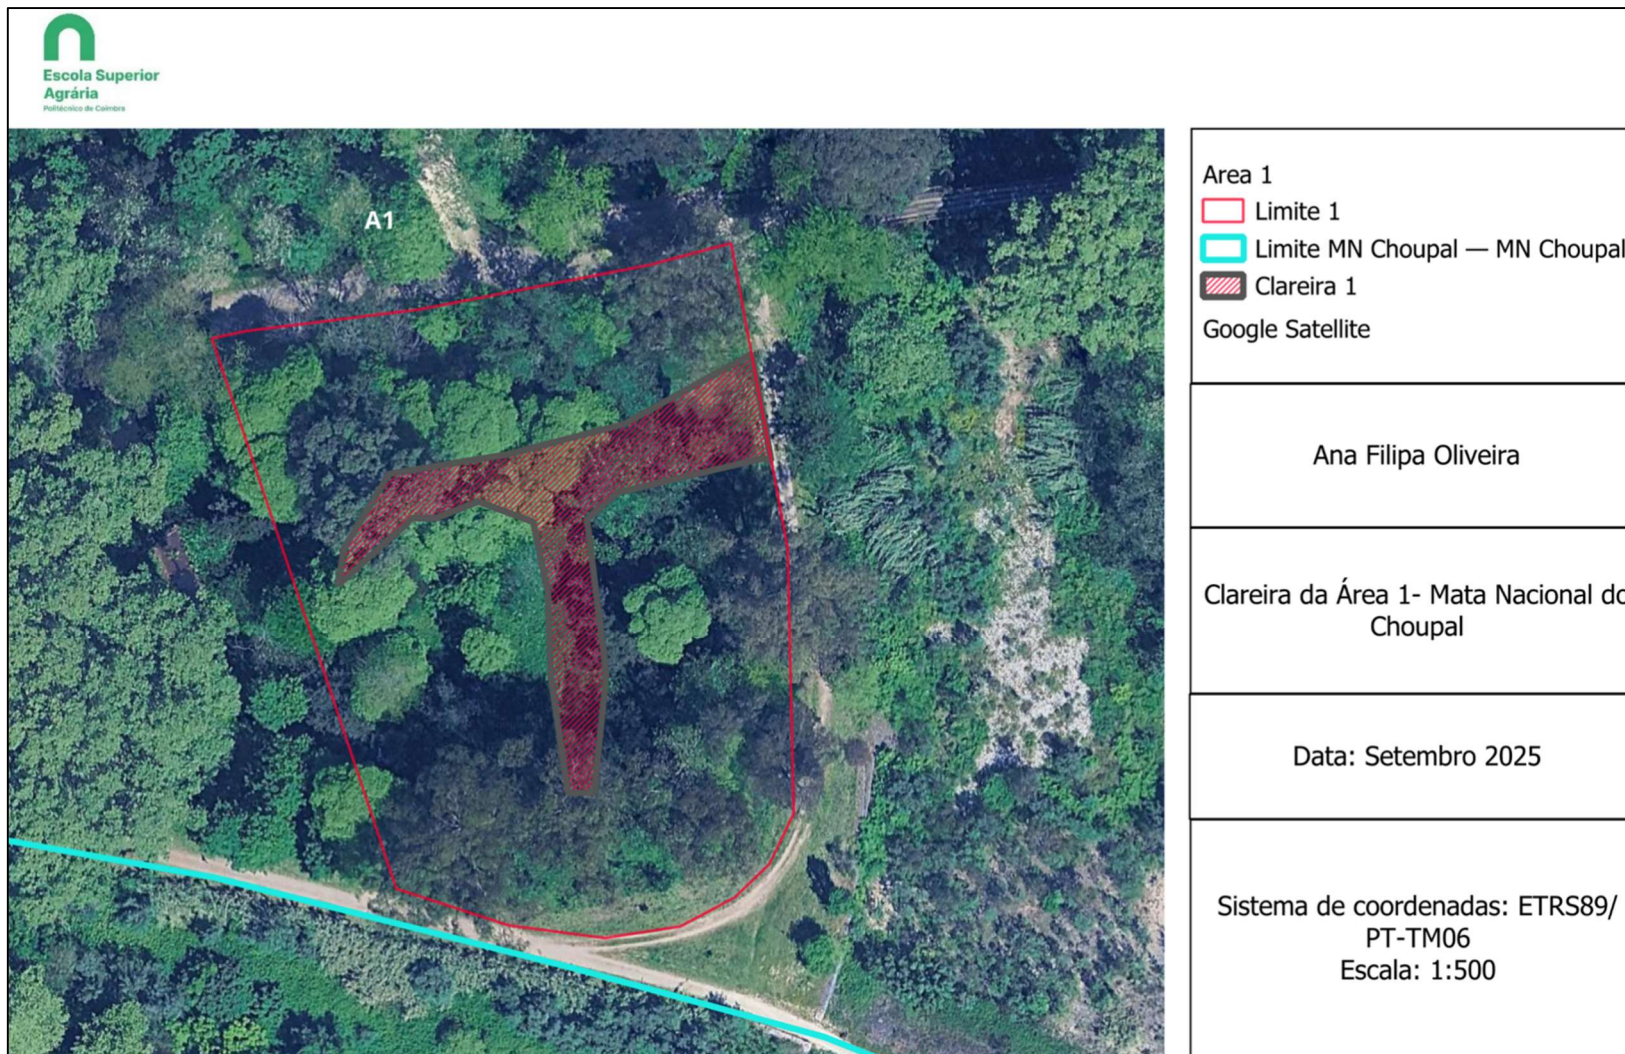 Escola Superior
Agrária
Politécnico de Coimbra
A1
Area 1
Limite 1
Limite MN Choupal — MN Choupal
Clareira 1
Google Satellite
Ana Filipa Oliveira
Clareira da Área 1- Mata Nacional do
Choupal
Data: Setembro 2025
Sistema de coordenadas: ETRS89/
PT-TM06
Escala: 1:500